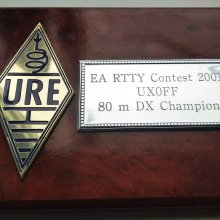 URE
EA RTTY Contest 2001
UX0FF
80 m DX Champion